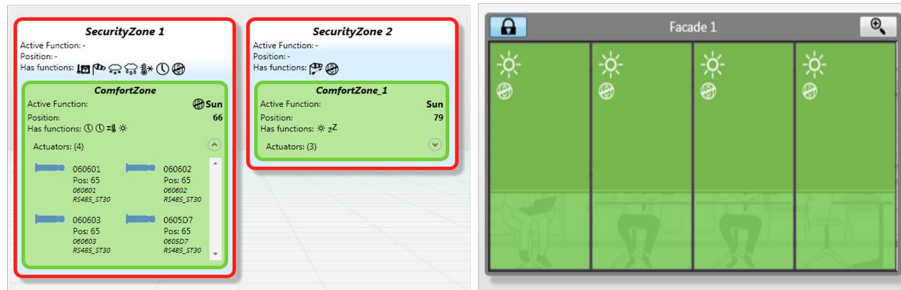 SecurityZone 1
Active Function: -
Position: -
Has functions:
ComfortZone
Active Function: Sun
Position: 66
Has functions:
Actuators: (4)
060601
Pos: 65
060601
RS485_ST30
060602
Pos: 65
060602
RS485_ST30
060603
Pos: 65
060603
RS485_ST30
0605D7
Pos: 65
0605D7
RS485_ST30
SecurityZone 2
Active Function: -
Position: -
Has functions:
ComfortZone_1
Active Function: Sun
Position: 79
Has functions: zZ
Actuators: (3)
Facade 1